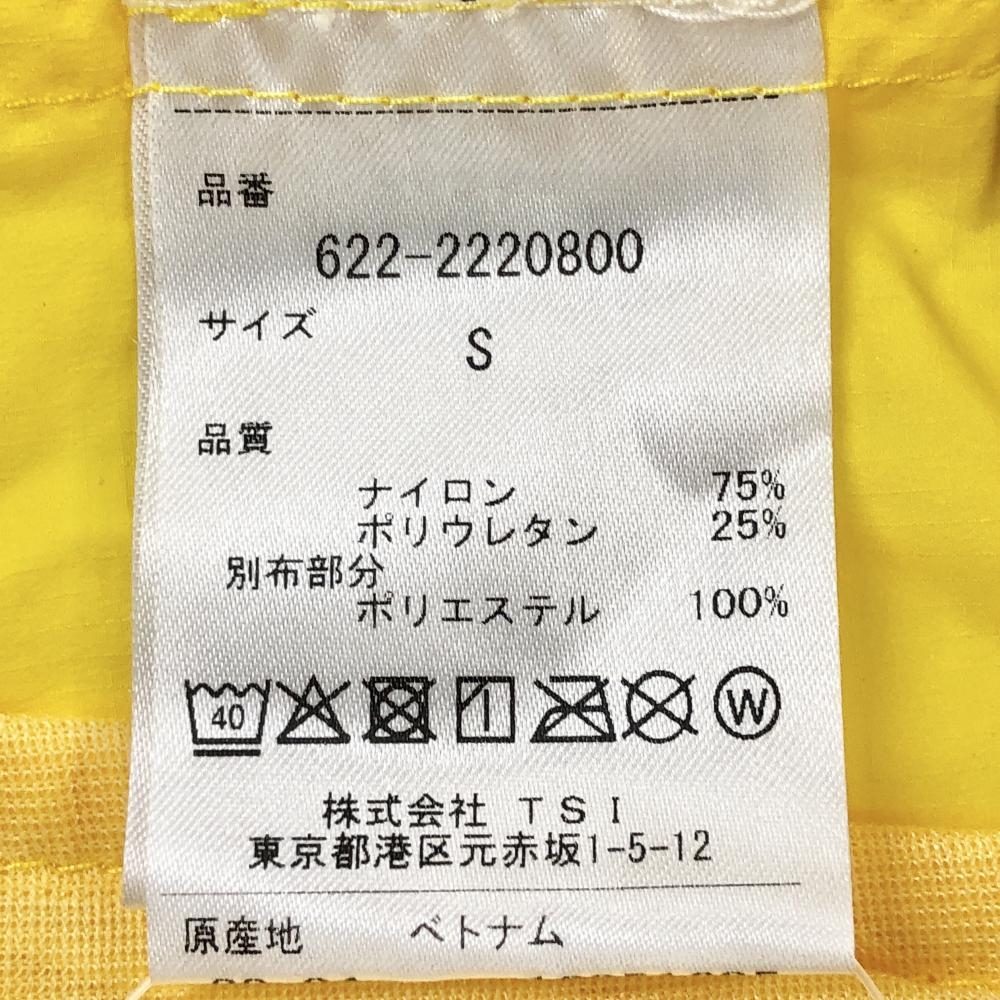 品番
622-2220800
サイズ
S
品質
ナイロン 75%
ポリウレタン 25%
別布部分
ポリエステル 100%
40 W
株式会社 TSI
東京都港区元赤坂1-5-12
原産地 ベトナム